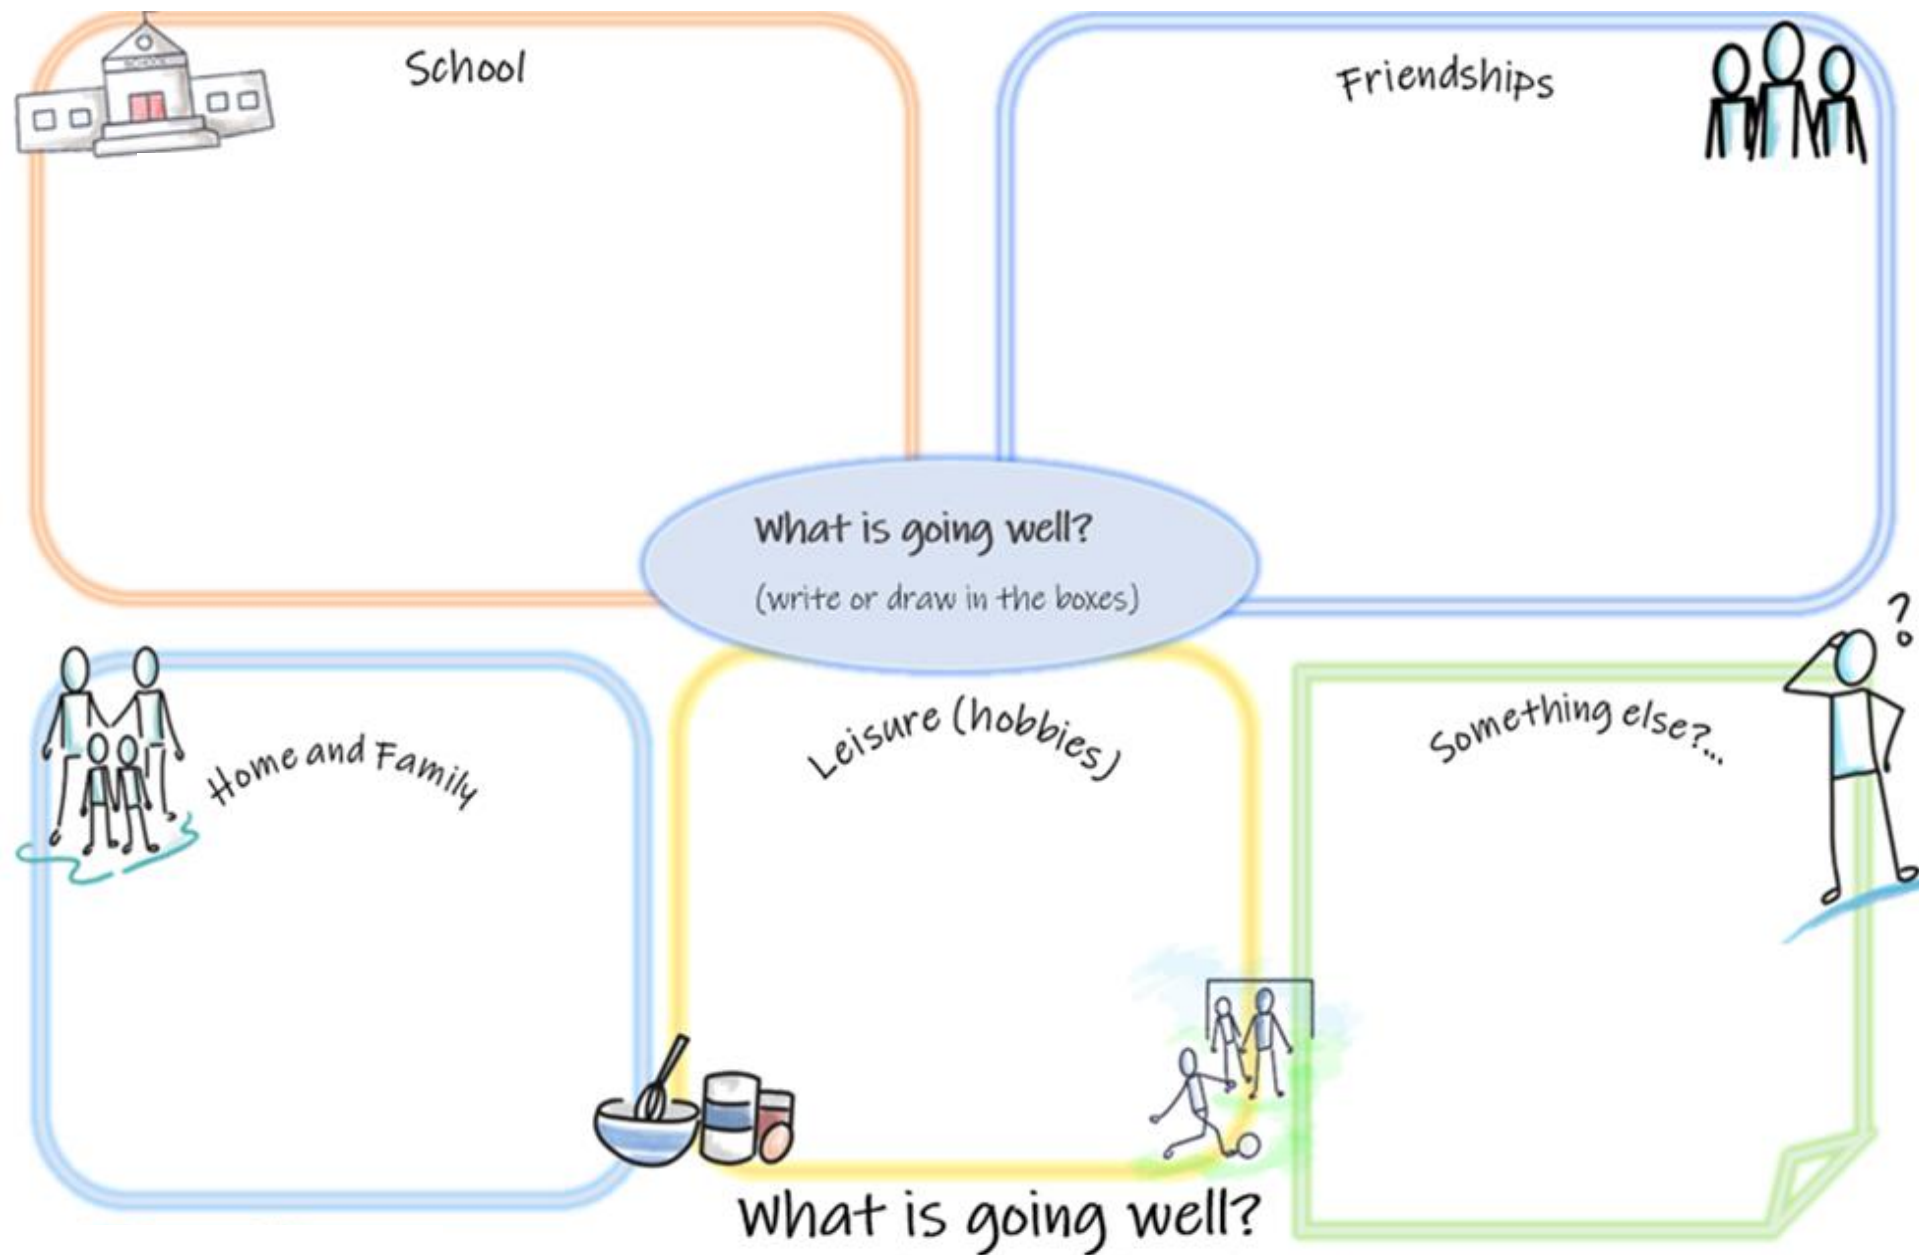 SCHOOL
School
Friendships
What is going well?
(write or draw in the boxes)
Home and Family
Leisure (hobbies)
Something else?...
?
What is going well?